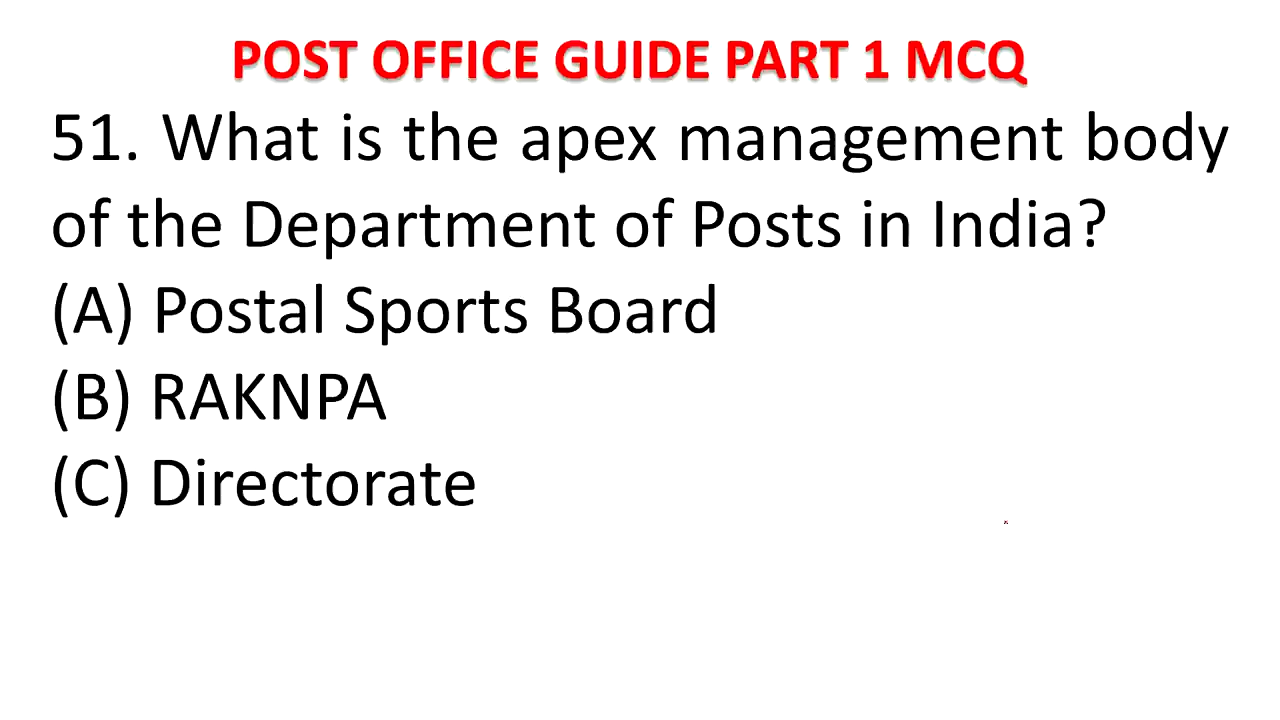 POST OFFICE GUIDE PART 1 MCQ
51. What is the apex management body
of the Department of Posts in India?
(A) Postal Sports Board
(B) RAKNPA
(C) Directorate